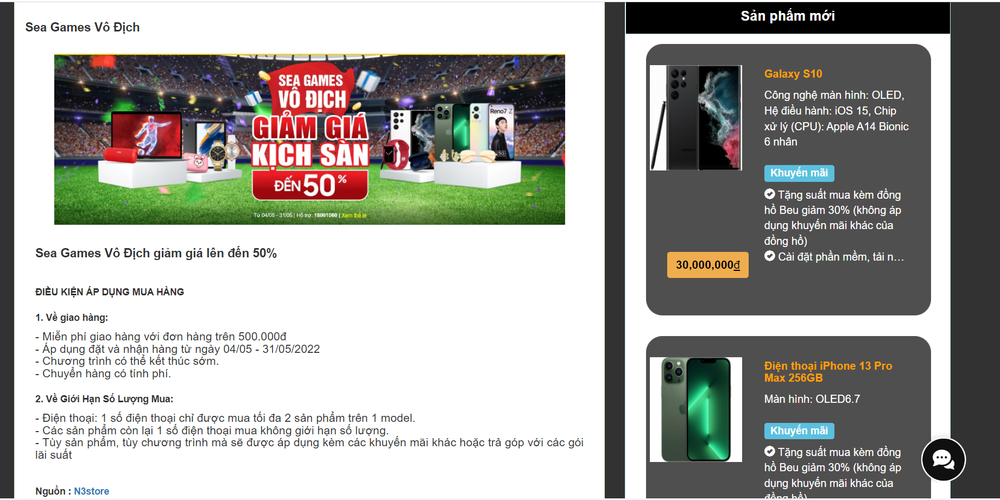 Sea Games Vô Địch
SEA GAMES
VÔ ĐỊCH
GIẢM GIÁ
KỊCH SÀN
ĐẾN 50%
Reno7 Z
5G
Từ 04/05 - 31/05 | Hỗ trợ: 18001060 | Xem thể lệ
Sea Games Vô Địch giảm giá lên đến 50%
ĐIỀU KIỆN ÁP DỤNG MUA HÀNG
1. Về giao hàng:
- Miễn phí giao hàng với đơn hàng trên 500.000đ
- Áp dụng đặt và nhận hàng từ ngày 04/05 - 31/05/2022
- Chương trình có thể kết thúc sớm.
- Chuyển hàng có tính phí.
2. Về Giới Hạn Số Lượng Mua:
- Điện thoại: 1 số điện thoại chỉ được mua tối đa 2 sản phẩm trên 1 model.
- Các sản phẩm còn lại 1 số điện thoại mua không giới hạn số lượng.
- Tùy sản phẩm, tùy chương trình mà sẽ được áp dụng kèm các khuyến mãi khác hoặc trả góp với các gói
lãi suất
Nguồn : N3store
Sản phẩm mới
Galaxy S10
Công nghệ màn hình: OLED,
Hệ điều hành: iOS 15, Chip
xử lý (CPU): Apple A14 Bionic
6 nhân
Khuyến mãi
Tặng suất mua kèm đồng
hồ Beu giảm 30% (không áp
dụng khuyến mãi khác của
đồng hồ)
Cài đặt phần mềm, tải n…
30,000,000đ
SAMSUNG
Điện thoại iPhone 13 Pro
Max 256GB
Màn hình: OLED6.7
Khuyến mãi
Tặng suất mua kèm đồng
hồ Beu giảm 30% (không áp
dụng khuyến mãi khác của
đồng hồ)